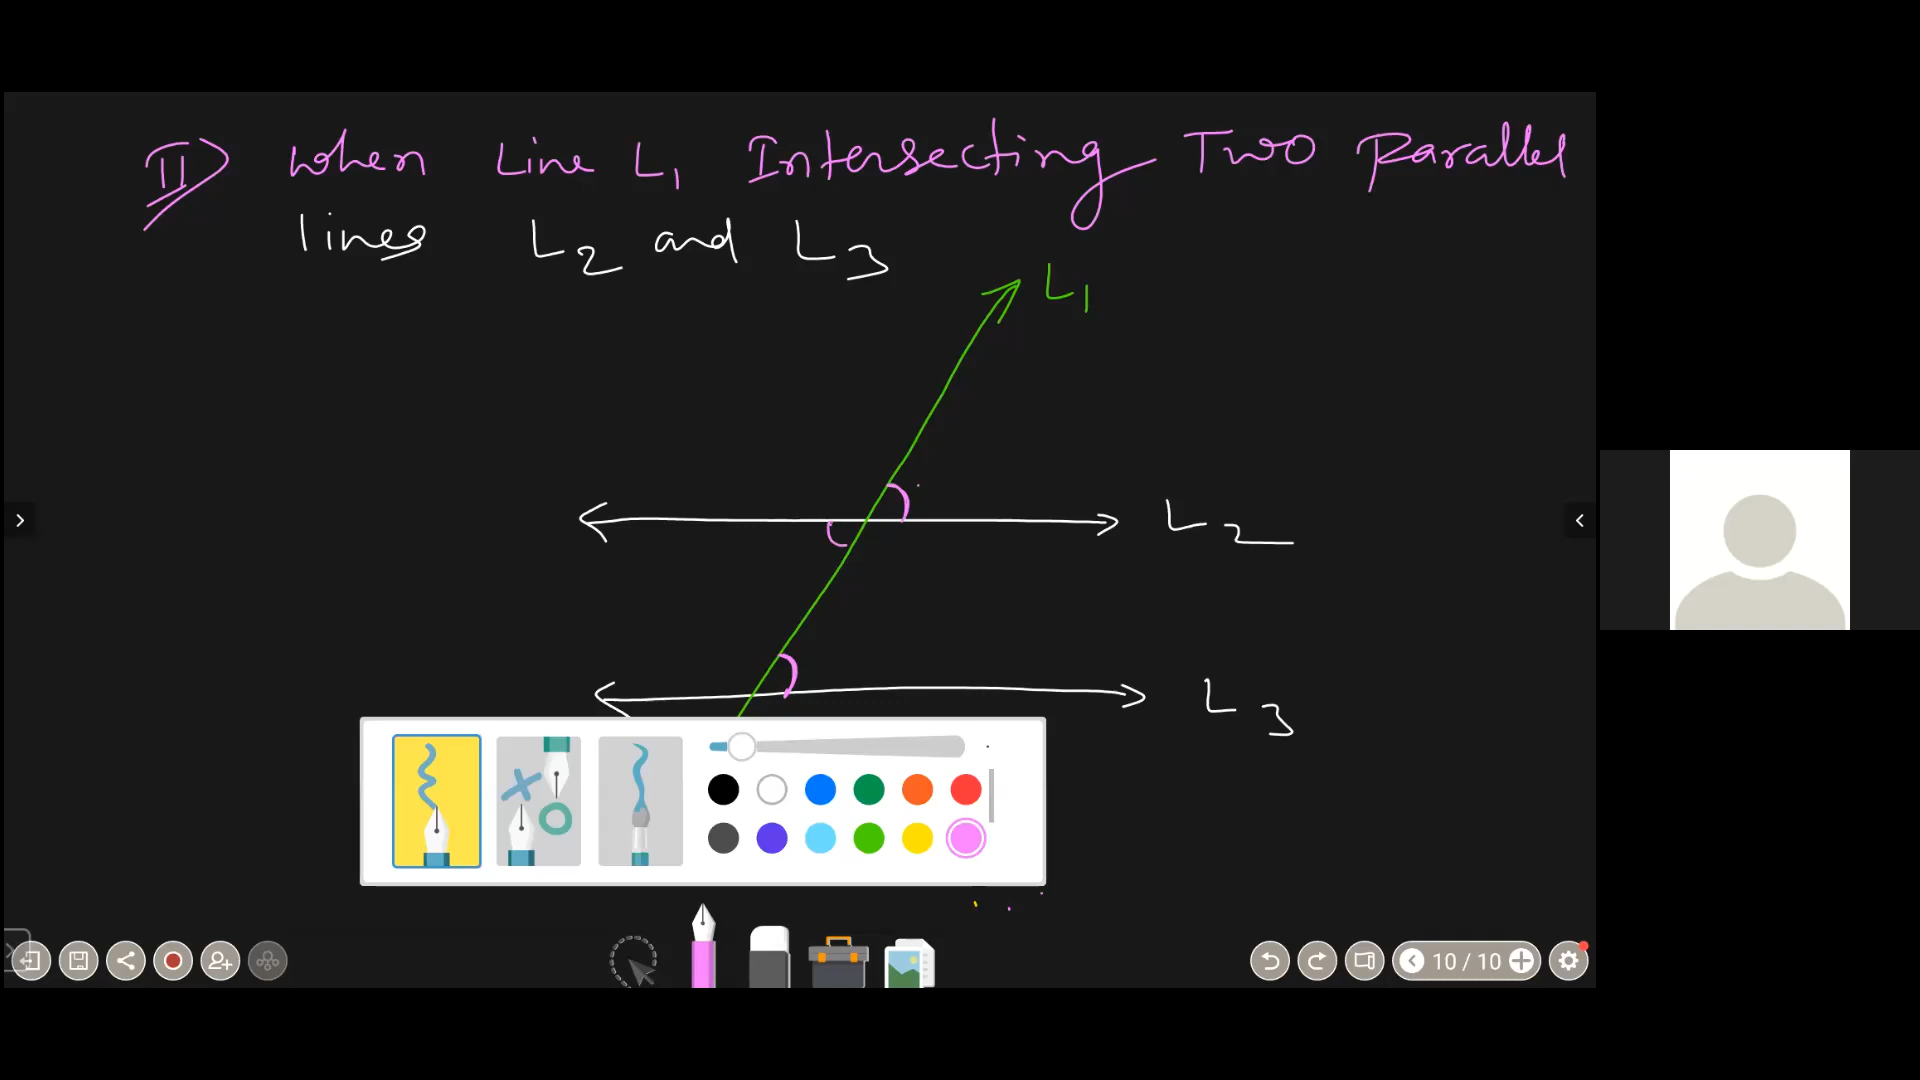 II) When Line L1 Intersecting Two Parallel
lines L2 and L3
L1
L2
L3
10 / 10